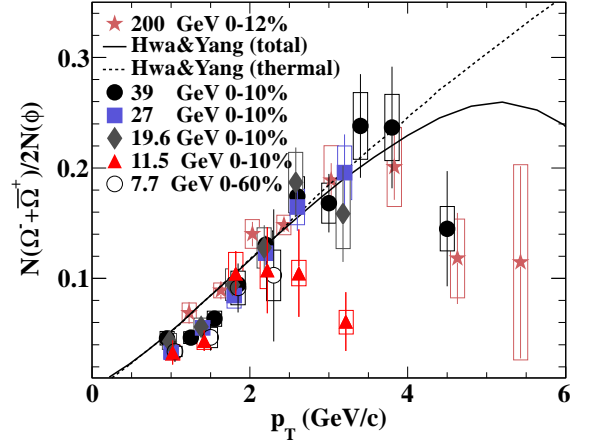 200 GeV 0-12%
Hwa&Yang (total)
Hwa&Yang (thermal)
39 GeV 0-10%
27 GeV 0-10%
19.6 GeV 0-10%
11.5 GeV 0-10%
7.7 GeV 0-60%
N(Ω⁻+Ω̅⁺)/2N(ϕ)
0.3
0.2
0.1
0 2 4 6
p_T (GeV/c)